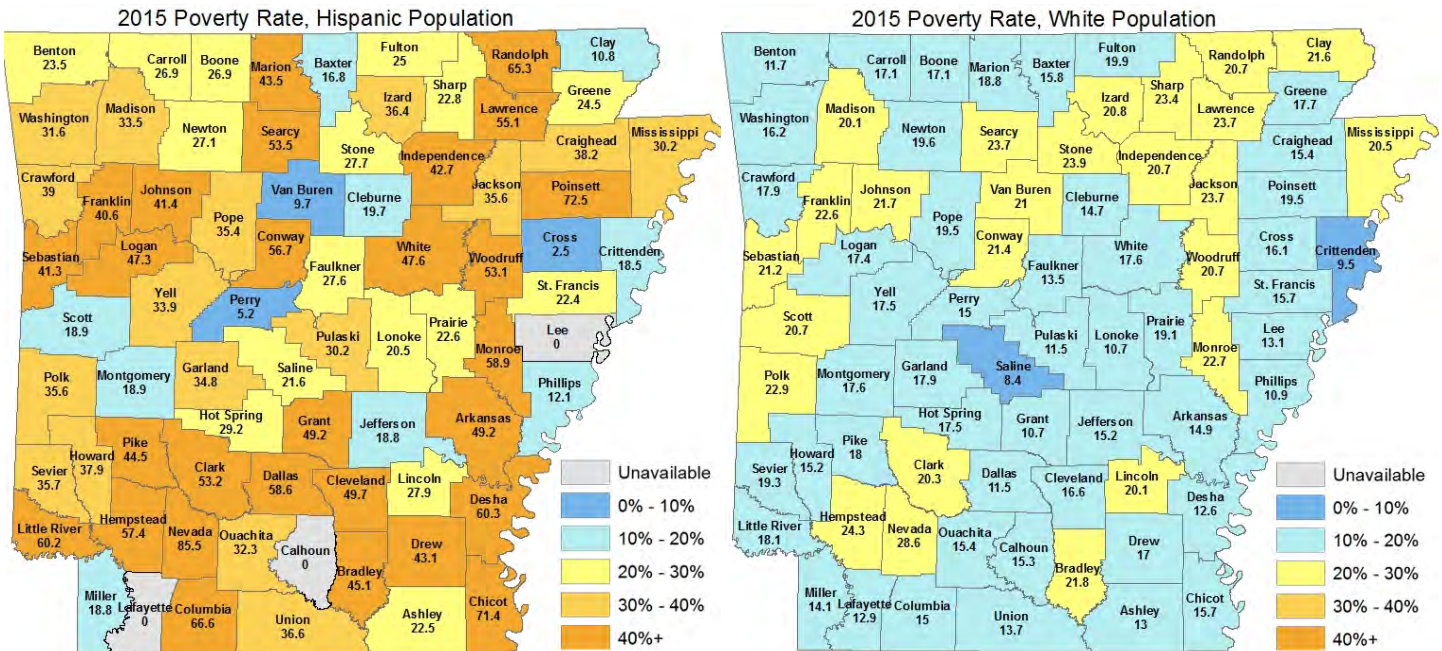 2015 Poverty Rate, Hispanic Population
Benton
23.5
Carroll
26.9
Boone
26.9
Marion
43.5
Baxter
16.8
Fulton
25
Randolph
65.3
Clay
10.8
Washington
31.6
Madison
33.5
Newton
27.1
Searcy
53.5
Stone
27.7
Izard
36.4
Sharp
22.8
Lawrence
55.1
Greene
24.5
Craighead
38.2
Mississippi
30.2
Crawford
39
Franklin
40.6
Johnson
41.4
Pope
35.4
Van Buren
9.7
Cleburne
19.7
Independence
42.7
Jackson
35.6
Poinsett
72.5
Sebastian
41.3
Logan
47.3
Conway
56.7
Faulkner
27.6
White
47.6
Woodruff
53.1
Cross
2.5
Crittenden
18.5
St. Francis
22.4
Scott
18.9
Yell
33.9
Perry
5.2
Pulaski
30.2
Lonoke
20.5
Prairie
22.6
Monroe
58.9
Lee
0
Phillips
12.1
Polk
35.6
Montgomery
18.9
Garland
34.8
Saline
21.6
Hot Spring
29.2
Grant
49.2
Jefferson
18.8
Arkansas
49.2
Sevier
35.7
Howard
37.9
Pike
44.5
Clark
53.2
Dallas
58.6
Cleveland
49.7
Lincoln
27.9
Desha
60.3
Little River
60.2
Hempstead
57.4
Nevada
85.5
Ouachita
32.3
Calhoun
0
Bradley
45.1
Drew
43.1
Chicot
71.4
Miller
18.8
Lafayette
0
Columbia
66.6
Union
36.6
Ashley
22.5
Unavailable
0% - 10%
10% - 20%
20% - 30%
30% - 40%
40%+
2015 Poverty Rate, White Population
Benton
11.7
Carroll
17.1
Boone
17.1
Marion
18.8
Baxter
15.8
Fulton
19.9
Randolph
20.7
Clay
21.6
Washington
16.2
Madison
20.1
Newton
19.6
Searcy
23.7
Stone
23.9
Izard
20.8
Sharp
23.4
Lawrence
23.7
Greene
17.7
Craighead
15.4
Mississippi
20.5
Crawford
17.9
Franklin
22.6
Johnson
21.7
Pope
19.5
Van Buren
21
Cleburne
14.7
Independence
20.7
Jackson
23.7
Poinsett
19.5
Sebastian
21.2
Logan
17.4
Conway
21.4
Faulkner
13.5
White
17.6
Woodruff
20.7
Cross
16.1
Crittenden
9.5
St. Francis
15.7
Scott
20.7
Yell
17.5
Perry
15
Pulaski
11.5
Lonoke
10.7
Prairie
19.1
Monroe
22.7
Lee
13.1
Phillips
10.9
Polk
22.9
Montgomery
17.6
Garland
17.9
Saline
8.4
Hot Spring
17.5
Grant
10.7
Jefferson
15.2
Arkansas
14.9
Sevier
19.3
Howard
15.2
Pike
18
Clark
20.3
Dallas
11.5
Cleveland
16.6
Lincoln
20.1
Desha
12.6
Little River
18.1
Hempstead
24.3
Nevada
28.6
Ouachita
15.4
Calhoun
15.3
Bradley
21.8
Drew
17
Chicot
15.7
Miller
14.1
Lafayette
12.9
Columbia
15
Union
13.7
Ashley
13
Unavailable
0% - 10%
10% - 20%
20% - 30%
30% - 40%
40%+